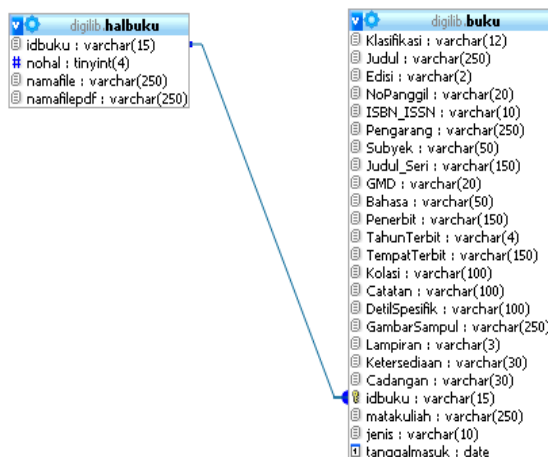 digilib.halbuku
idbuku : varchar(15)
nohal : tinyint(4)
namafile : varchar(250)
namafilepdf : varchar(250)
digilib.buku
Klasifikasi : varchar(12)
Judul : varchar(250)
Edisi : varchar(2)
NoPanggil : varchar(20)
ISBN_ISSN : varchar(10)
Pengarang : varchar(250)
Subyek : varchar(50)
Judul_Seri : varchar(150)
GMD : varchar(20)
Bahasa : varchar(50)
Penerbit : varchar(150)
TahunTerbit : varchar(4)
TempatTerbit : varchar(150)
Kolasi : varchar(100)
Catatan : varchar(100)
DetilSpesifik : varchar(100)
GambarSampul : varchar(250)
Lampiran : varchar(3)
Ketersediaan : varchar(30)
Cadangan : varchar(30)
idbuku : varchar(15)
matakuliah : varchar(250)
jenis : varchar(10)
tanggalmasuk : date